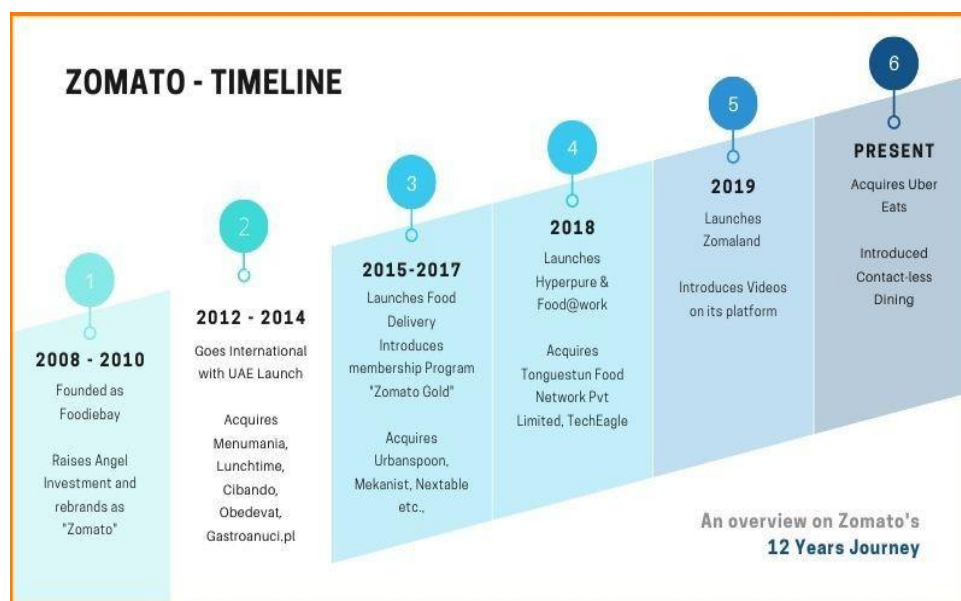 ZOMATO - TIMELINE
1
2008 - 2010
Founded as
Foodiebay
Raises Angel
Investment and
rebrands as
"Zomato"
2
2012 - 2014
Goes International
with UAE Launch
Acquires
Menumania,
Lunchtime,
Cibando,
Obedevat,
Gastroanuci.pl
3
2015-2017
Launches Food
Delivery
Introduces
membership Program
"Zomato Gold"
Acquires
Urbanspoon,
Mekanist, Nextable
etc.,
4
2018
Launches
Hyperpure &
Food@work
Acquires
Tonguestun Food
Network Pvt
Limited, TechEagle
5
2019
Launches
Zomaland
Introduces Videos
on its platform
6
PRESENT
Acquires Uber
Eats
Introduced
Contact-less
Dining
An overview on Zomato's
12 Years Journey